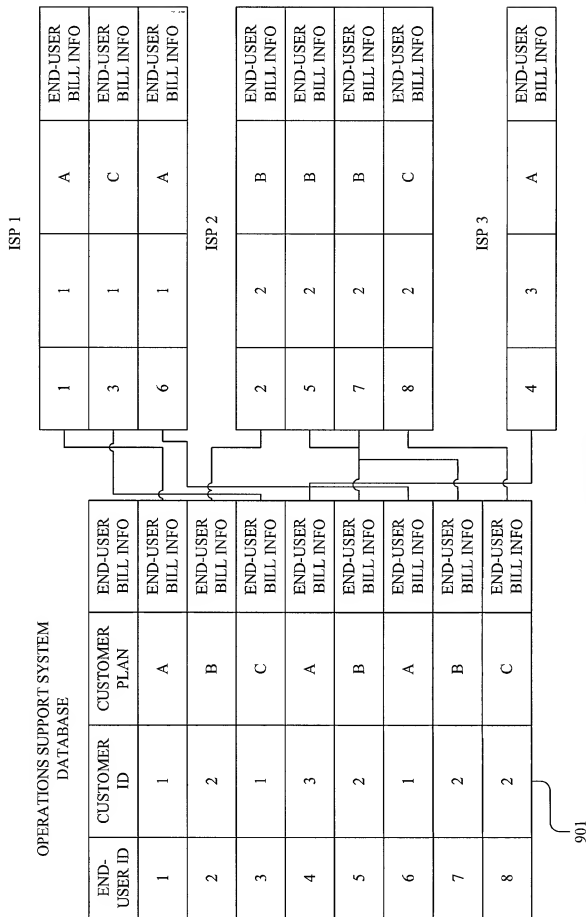 OPERATIONS SUPPORT SYSTEM
DATABASE
END-
USER ID
CUSTOMER
ID
CUSTOMER
PLAN
END-USER
BILL INFO
1
1
A
END-USER
BILL INFO
2
2
B
END-USER
BILL INFO
3
1
C
END-USER
BILL INFO
4
3
A
END-USER
BILL INFO
5
2
B
END-USER
BILL INFO
6
1
A
END-USER
BILL INFO
7
2
B
END-USER
BILL INFO
8
2
C
END-USER
BILL INFO
901
ISP 1
1
1
A
END-USER
BILL INFO
3
1
C
END-USER
BILL INFO
6
1
A
END-USER
BILL INFO
ISP 2
2
2
B
END-USER
BILL INFO
5
2
B
END-USER
BILL INFO
7
2
B
END-USER
BILL INFO
8
2
C
END-USER
BILL INFO
ISP 3
4
3
A
END-USER
BILL INFO